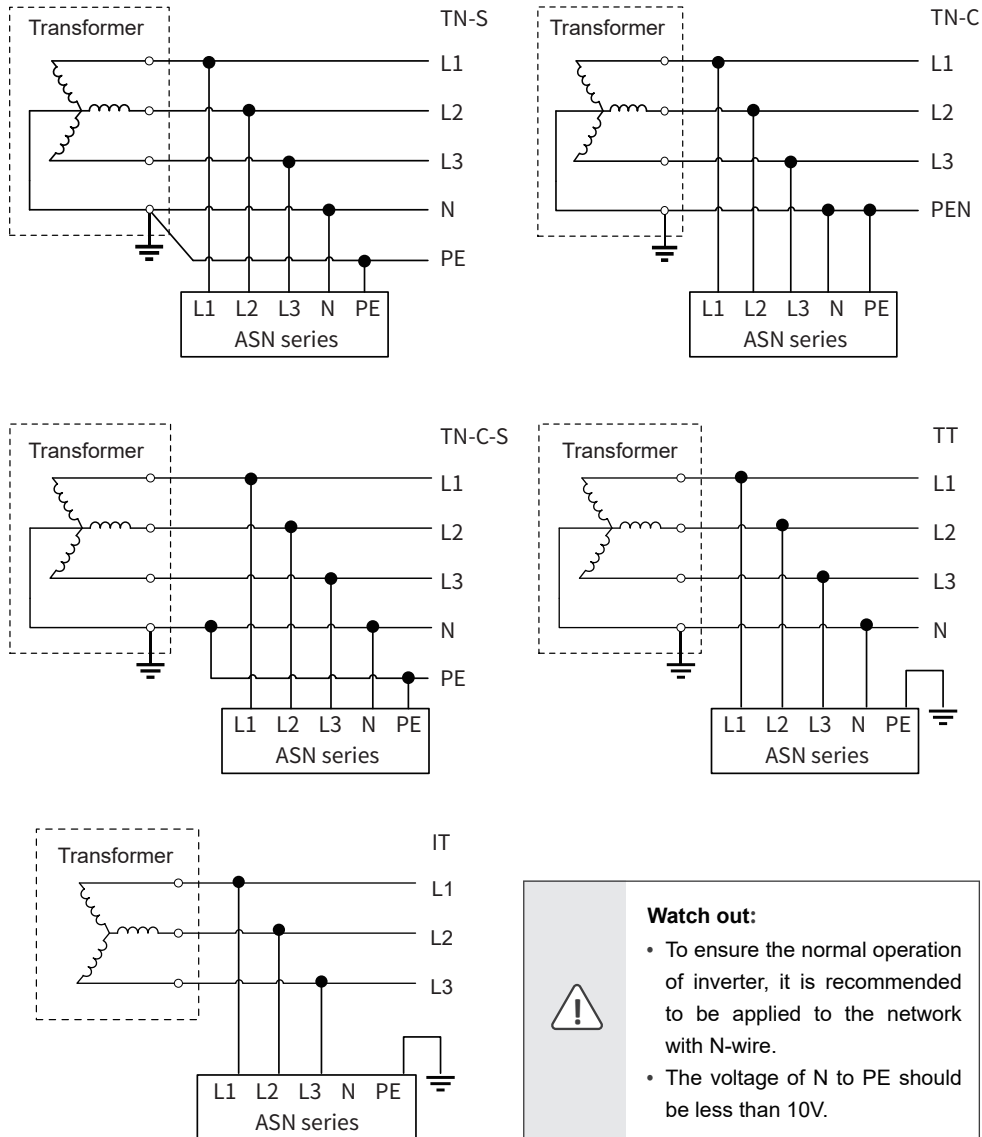 TN-S
Transformer
L1
L2
L3
N
PE
L1 L2 L3 N PE
ASN series
TN-C
Transformer
L1
L2
L3
PEN
L1 L2 L3 N PE
ASN series
TN-C-S
Transformer
L1
L2
L3
N
PE
L1 L2 L3 N PE
ASN series
TT
Transformer
L1
L2
L3
N
L1 L2 L3 N PE
ASN series
IT
Transformer
L1
L2
L3
L1 L2 L3 N PE
ASN series
Watch out:
• To ensure the normal operation
of inverter, it is recommended
to be applied to the network
with N-wire.
• The voltage of N to PE should
be less than 10V.